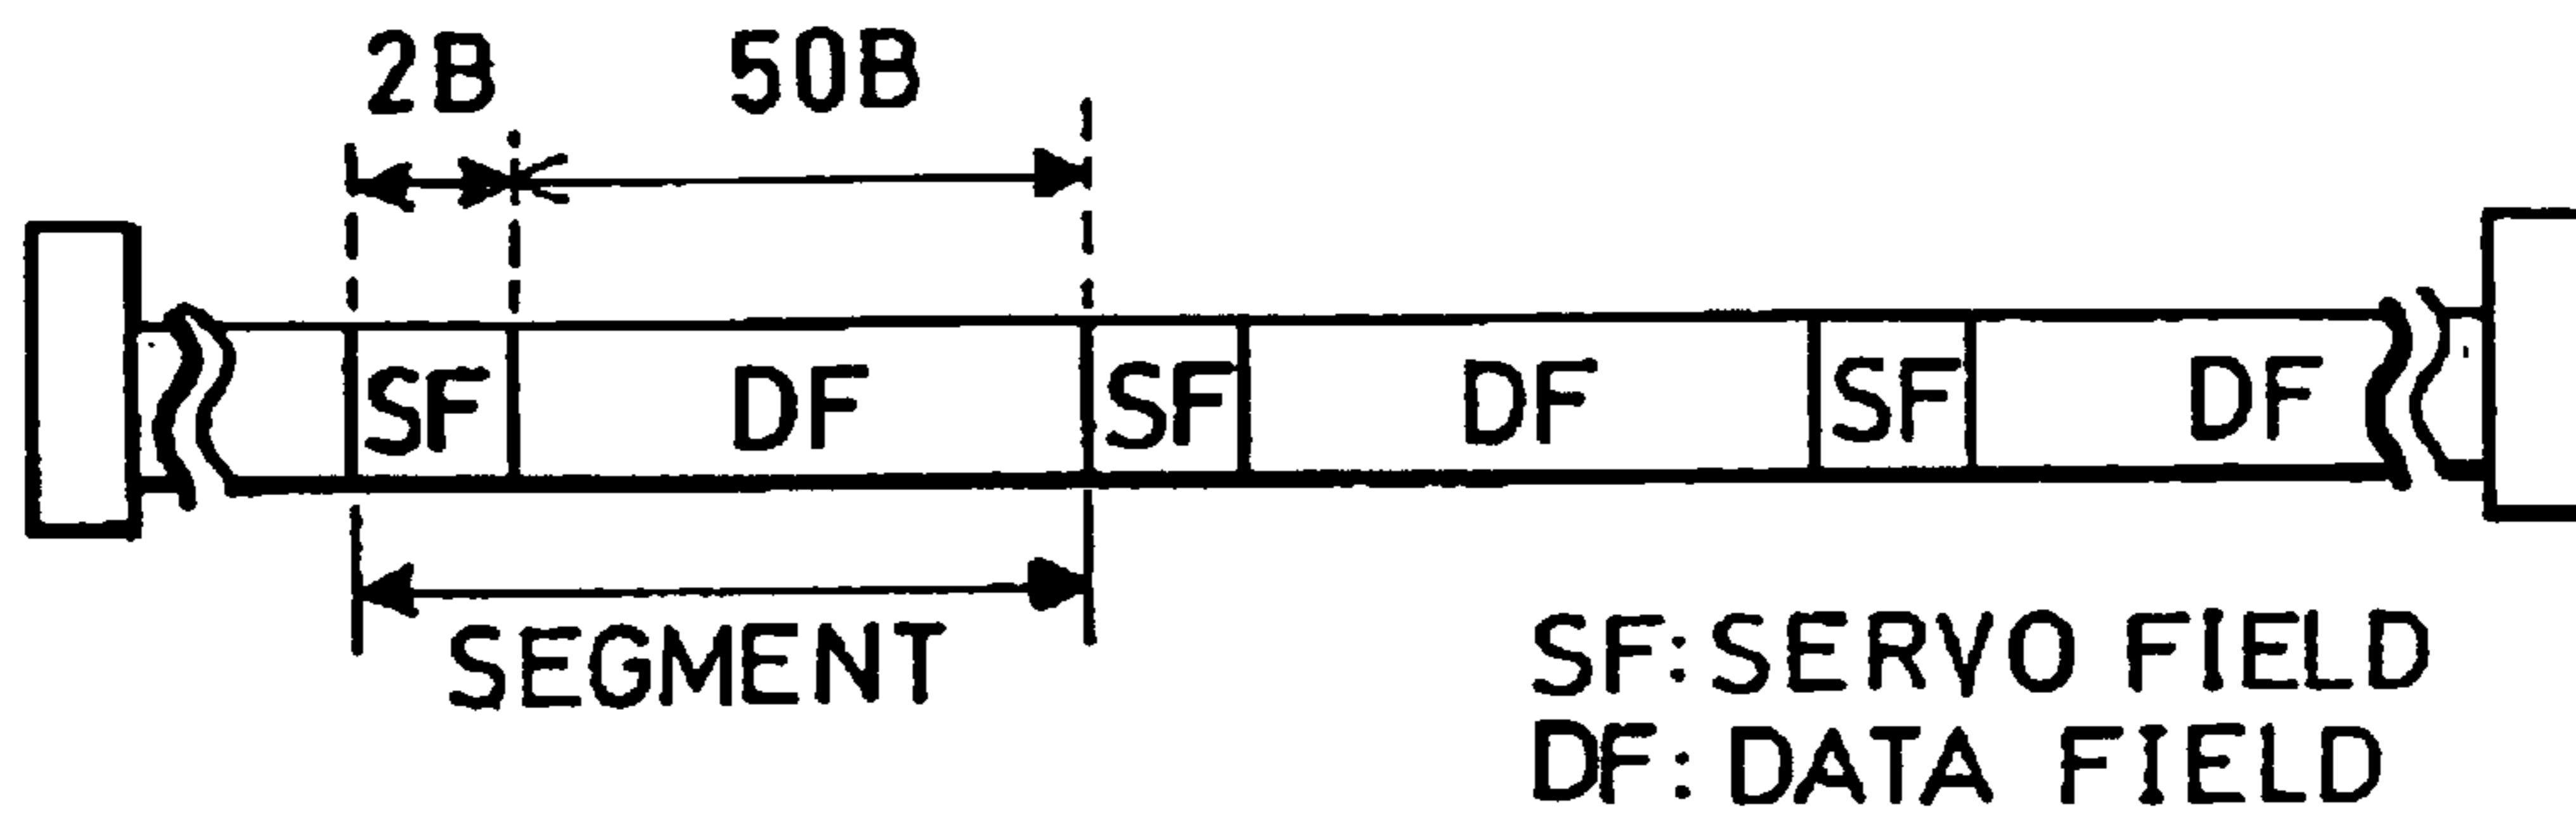 2B 50B
SF DF SF DF SF DF
SEGMENT
SF: SERVO FIELD
DF: DATA FIELD